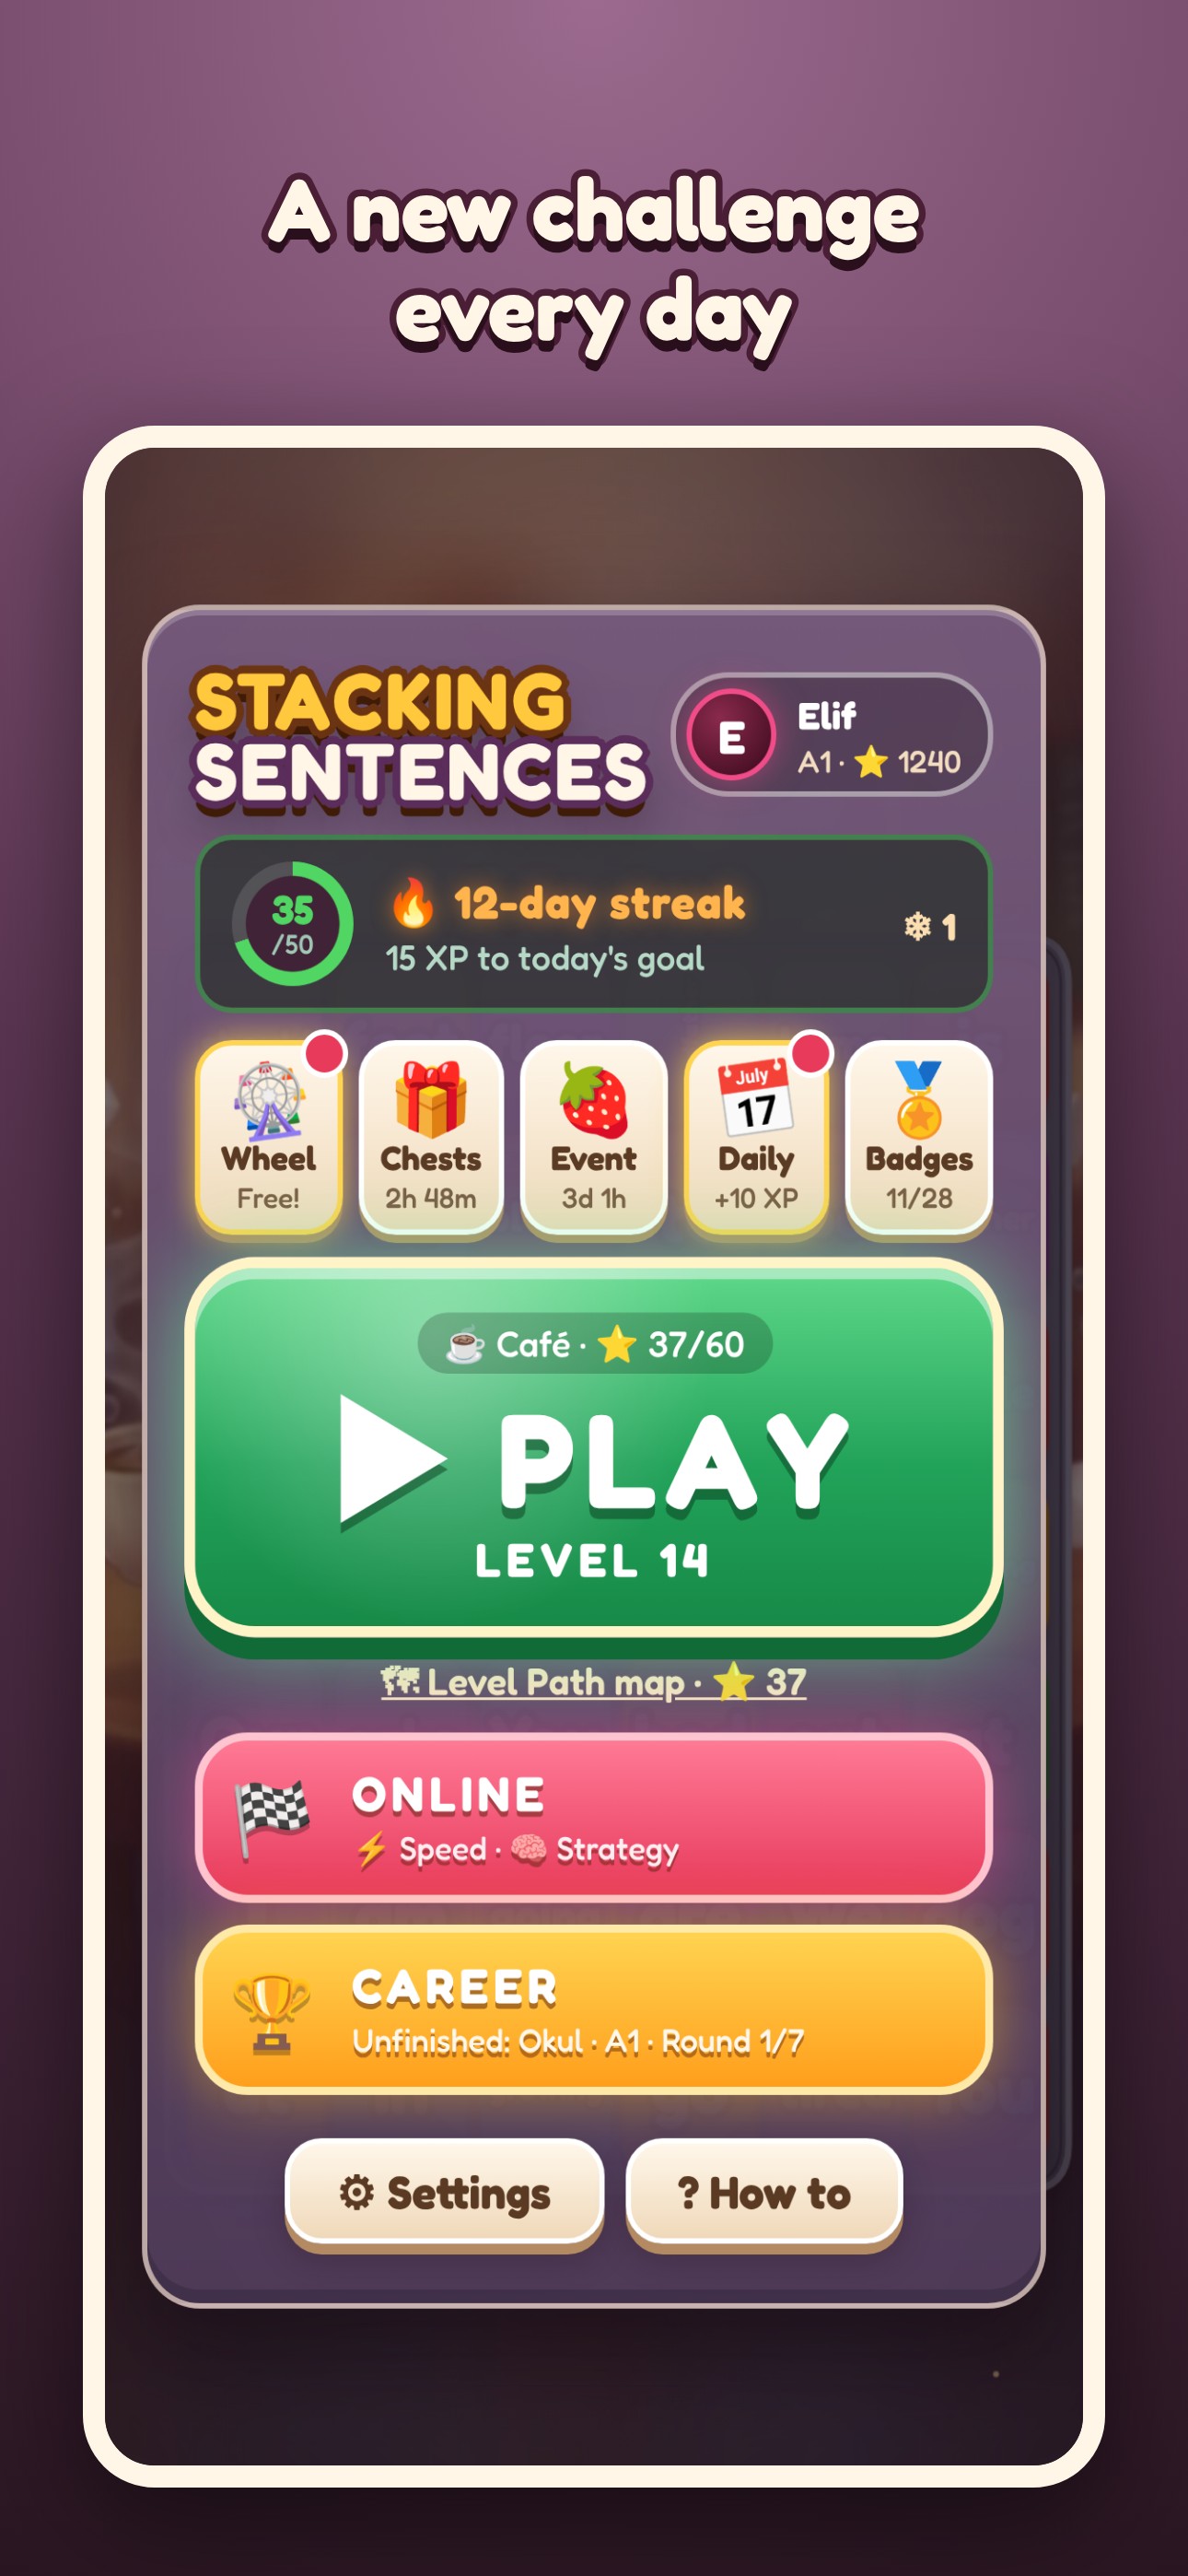 A new challenge
every day
STACKING
SENTENCES
E
Elif
A1 · ⭐ 1240
35
/50
🔥 12-day streak
15 XP to today's goal
❄ 1
July
17
Wheel
Free!
Chests
2h 48m
Event
3d 1h
Daily
+10 XP
Badges
11/28
☕ Café · ⭐ 37/60
▶ PLAY
LEVEL 14
🗺 Level Path map · ⭐ 37
ONLINE
⚡ Speed · 🧠 Strategy
CAREER
Unfinished: Okul · A1 · Round 1/7
⚙ Settings
? How to